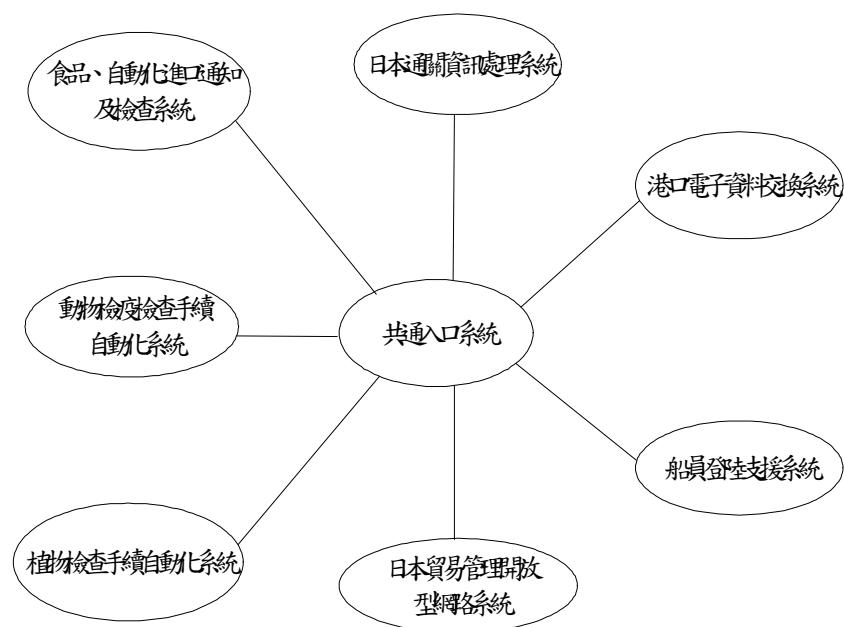 食品、自動化進口通知
及檢查系統
日本通關資訊處理系統
港口電子資料交換系統
動物檢疫檢查手續
自動化系統
共通入口系統
船員登陸支援系統
植物檢查手續自動化系統
日本貿易管理開放
型網路系統